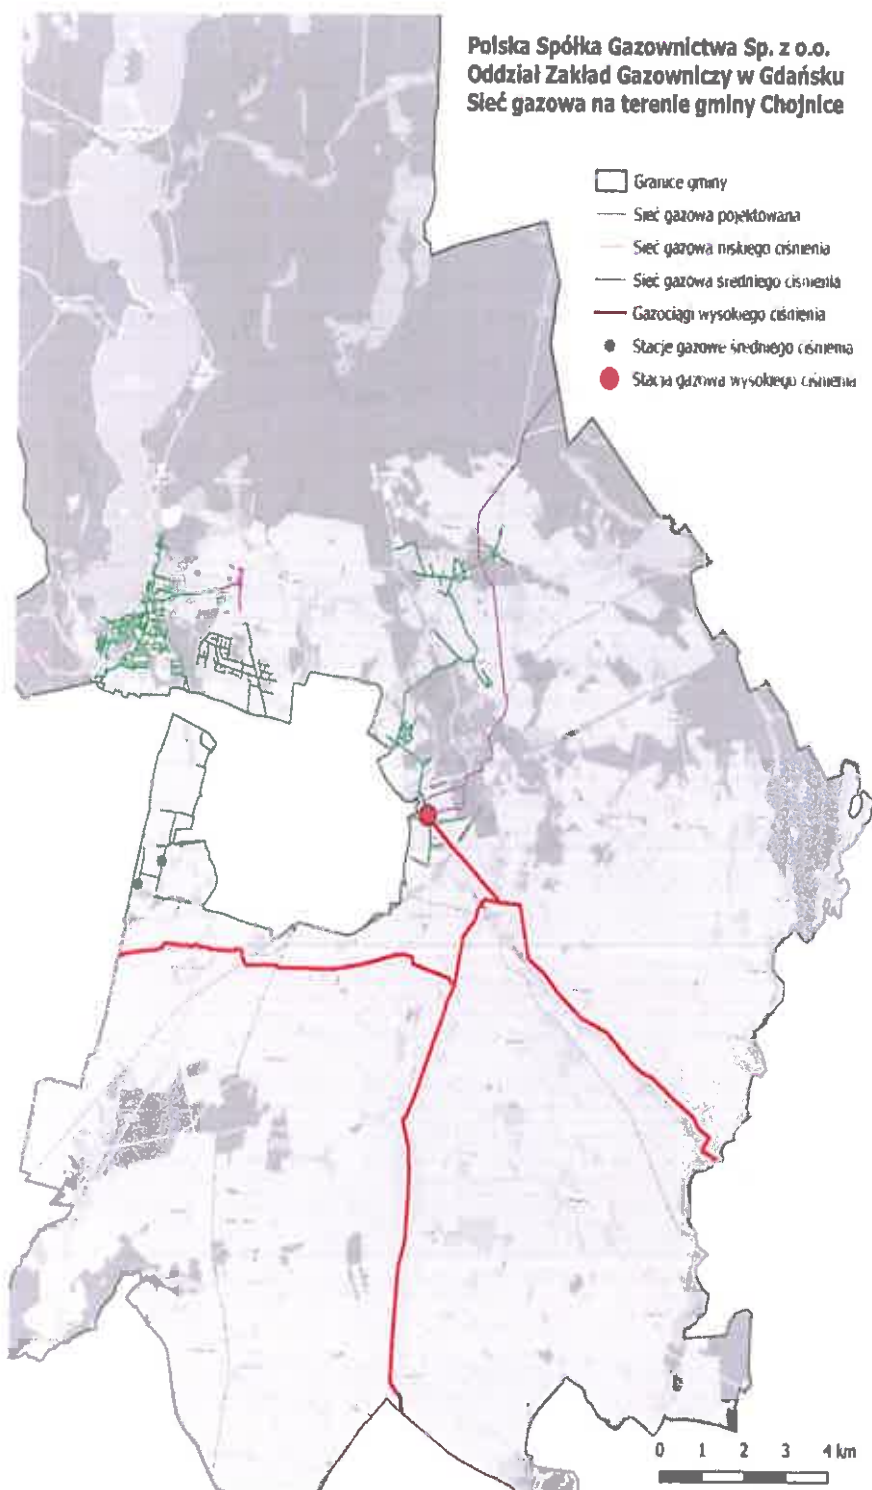 Polska Spółka Gazownictwa Sp. z o.o.
Oddział Zakład Gazowniczy w Gdańsku
Sieć gazowa na terenie gminy Chojnice
Granice gminy
Sieć gazowa pojektowana
Sieć gazowa niskiego ciśnienia
Sieć gazowa średniego ciśnienia
Gazociągi wysokiego ciśnienia
Stacje gazowe średniego ciśnienia
Stacja gazowa wysokiego ciśnienia
0 1 2 3 4 km